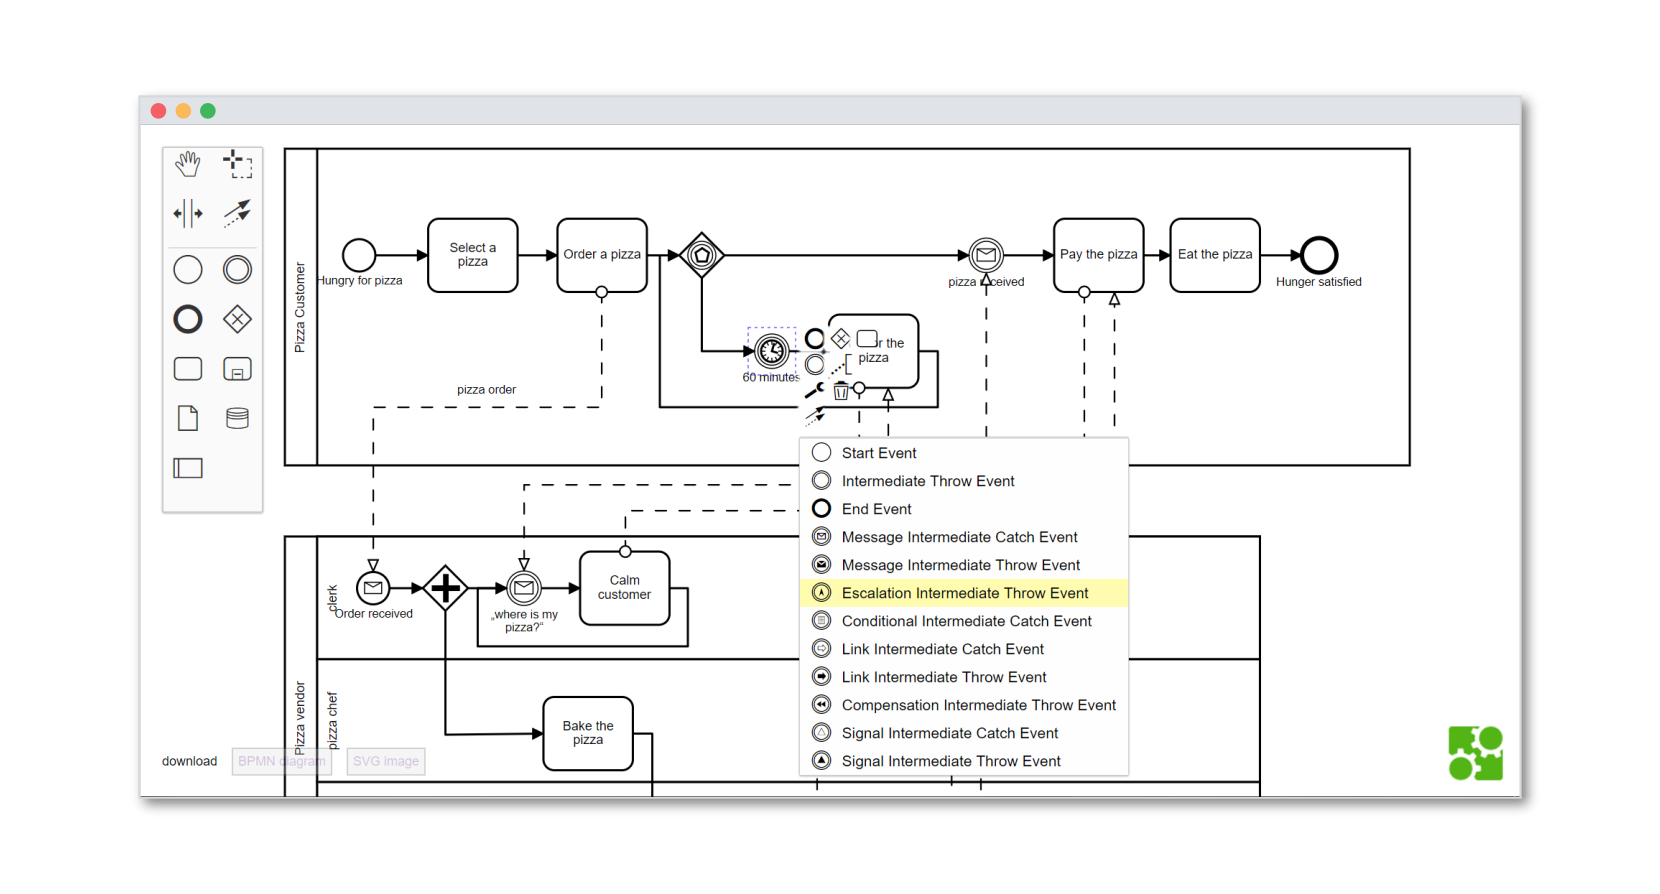 Pizza Customer
Hungry for pizza
Select a
pizza
Order a pizza
pizza received
Pay the pizza
Eat the pizza
Hunger satisfied
60 minutes
the
pizza
pizza order
Start Event
Intermediate Throw Event
End Event
Message Intermediate Catch Event
Message Intermediate Throw Event
Escalation Intermediate Throw Event
Conditional Intermediate Catch Event
Link Intermediate Catch Event
Link Intermediate Throw Event
Compensation Intermediate Throw Event
Signal Intermediate Catch Event
Signal Intermediate Throw Event
Pizza vendor
clerk
Order received
„where is my
pizza?“
Calm
customer
pizza chef
Bake the
pizza
download
BPMN diagram
SVG image